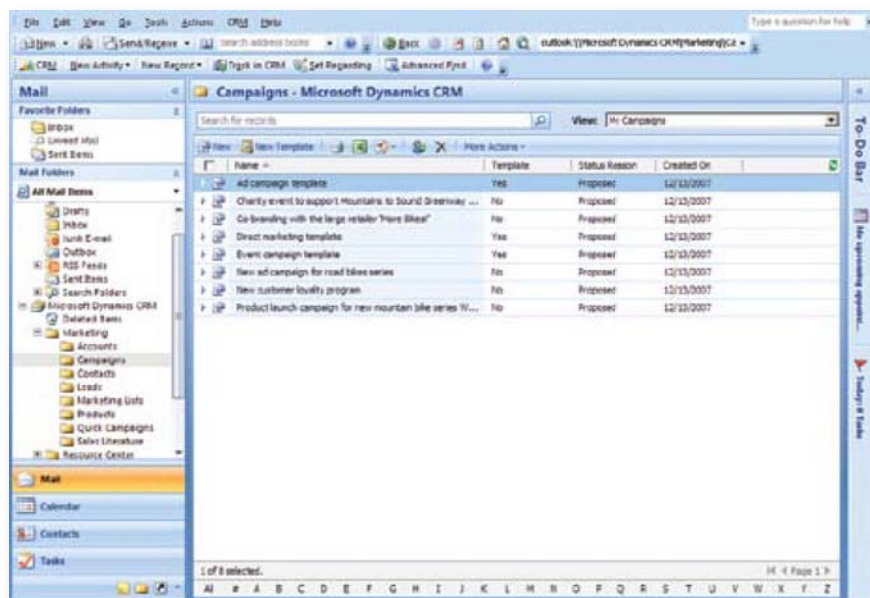 File Edit View Go Tools Actions CRM Help
Type a question for help
New Send/Receive Search address books Back outlook:\\Microsoft Dynamics CRM\Marketing\Ca
CRM New Activity New Record Track in CRM Set Regarding Advanced Find
Mail
Favorite Folders
Inbox
Unread Mail
Sent Items
Mail Folders
All Mail Items
Drafts
Inbox
Junk E-mail
Outbox
RSS Feeds
Sent Items
Search Folders
Microsoft Dynamics CRM
Deleted Items
Marketing
Accounts
Campaigns
Contacts
Leads
Marketing Lists
Products
Quick Campaigns
Sales Literature
Resource Center
Mail
Calendar
Contacts
Tasks
Campaigns - Microsoft Dynamics CRM
Search for records View: My Campaigns
New New Template More Actions
Name Template Status Reason Created On
Ad campaign template Yes Proposed 12/13/2007
Charity event to support Mountains to Sound Greenway ... No Proposed 12/13/2007
Co-branding with the large retailer "More Bikes!" No Proposed 12/13/2007
Direct marketing template Yes Proposed 12/13/2007
Event campaign template Yes Proposed 12/13/2007
New ad campaign for road bikes series No Proposed 12/13/2007
New customer loyalty program No Proposed 12/13/2007
Product launch campaign for new mountain bike series W... No Proposed 12/13/2007
1 of 8 selected. Page 1
All # A B C D E F G H I J K L M N O P Q R S T U V W X Y Z
To-Do Bar
No upcoming appoi...
Today: 0 Tasks